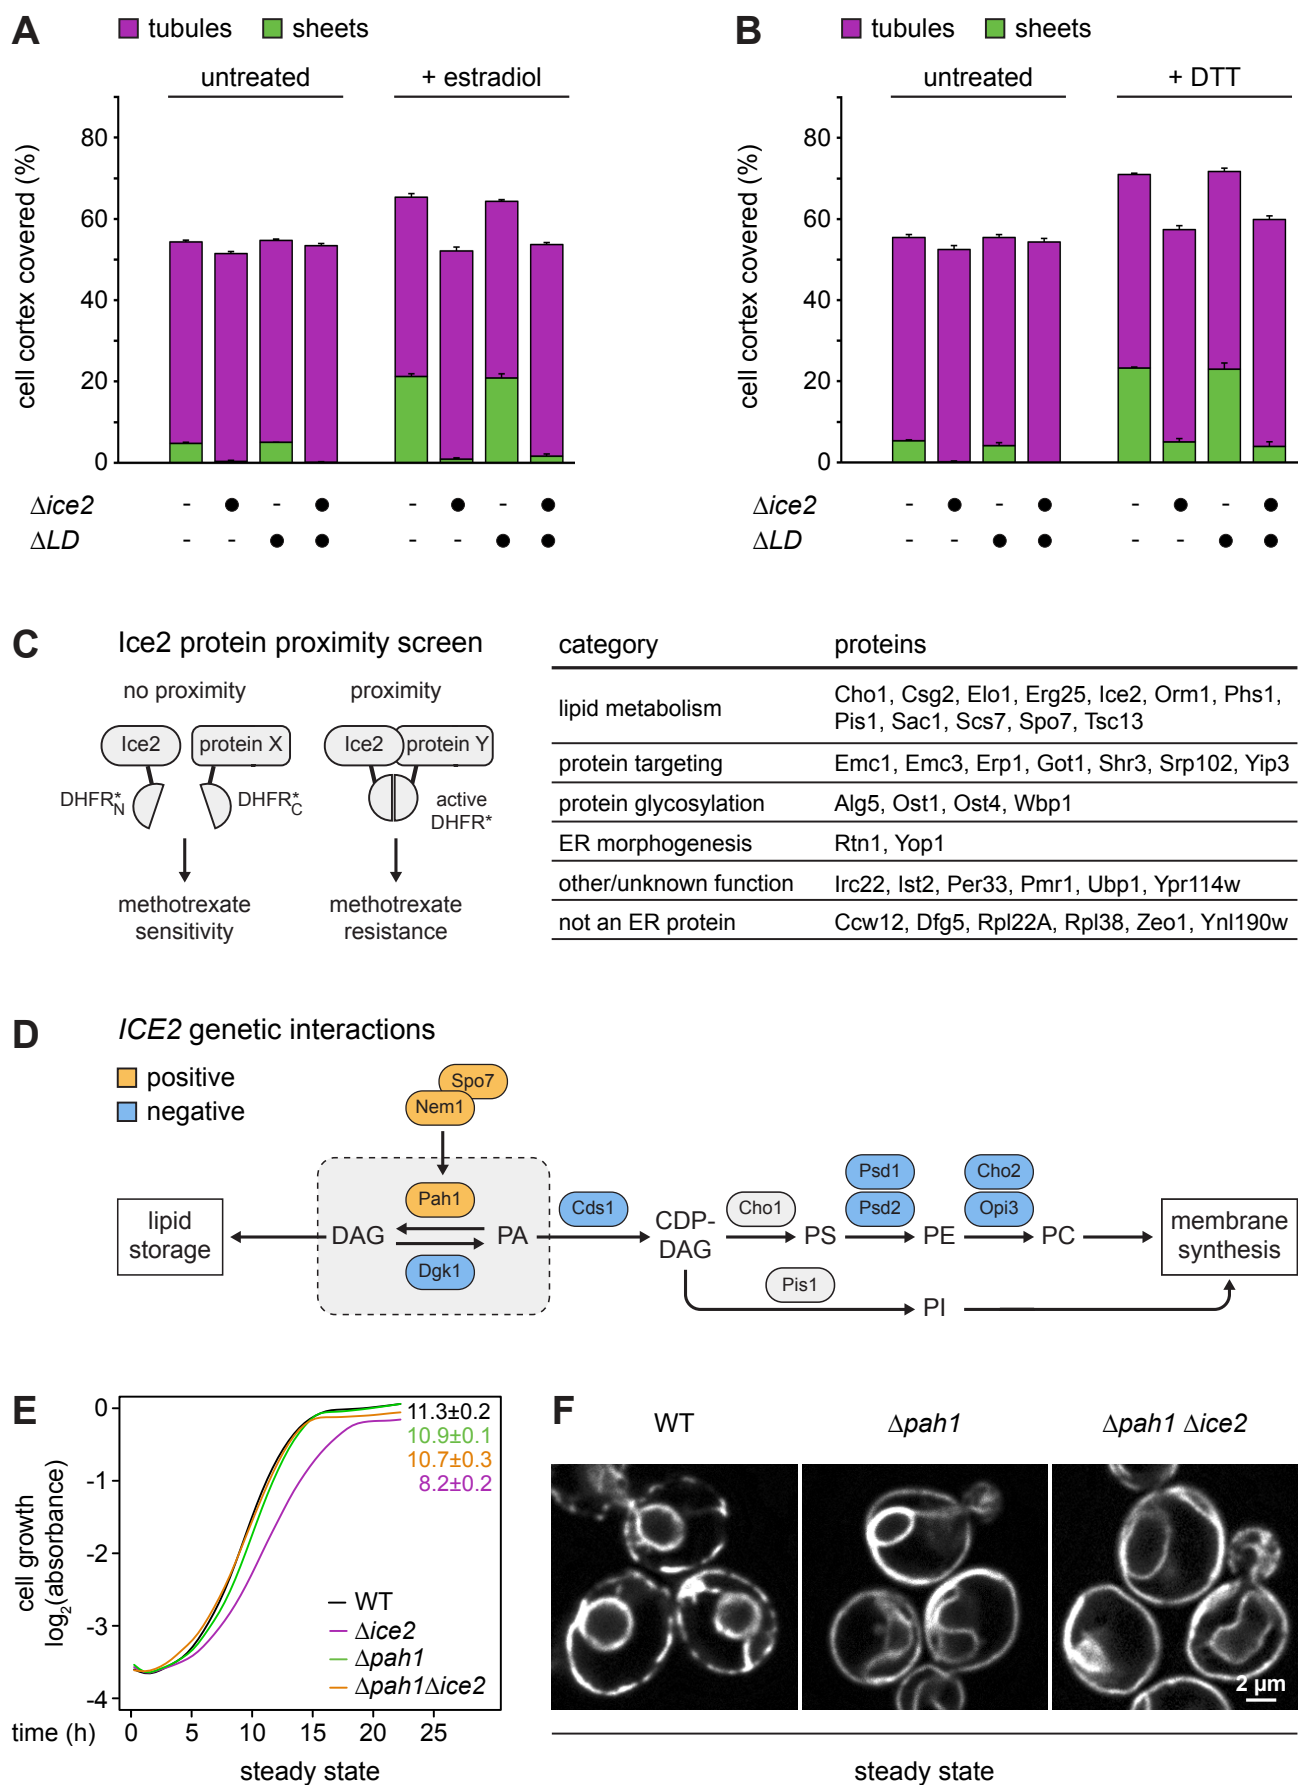 A
tubules sheets
untreated + estradiol
cell cortex covered (%)
80
60
40
20
0
Δice2 - ● - ● - ● - ●
ΔLD - - ● ● - - ● ●
B
tubules sheets
untreated + DTT
cell cortex covered (%)
80
60
40
20
0
Δice2 - ● - ● - ● - ●
ΔLD - - ● ● - - ● ●
C
Ice2 protein proximity screen
no proximity proximity
Ice2 protein X Ice2 protein Y
DHFR*N DHFR*C active
DHFR*
methotrexate
sensitivity
methotrexate
resistance
category proteins
lipid metabolism Cho1, Csg2, Elo1, Erg25, Ice2, Orm1, Phs1,
Pis1, Sac1, Scs7, Spo7, Tsc13
protein targeting Emc1, Emc3, Erp1, Got1, Shr3, Srp102, Yip3
protein glycosylation Alg5, Ost1, Ost4, Wbp1
ER morphogenesis Rtn1, Yop1
other/unknown function Irc22, Ist2, Per33, Pmr1, Ubp1, Ypr114w
not an ER protein Ccw12, Dfg5, Rpl22A, Rpl38, Zeo1, Ynl190w
D
ICE2 genetic interactions
positive
negative
Spo7
Nem1
Pah1
Dgk1
lipid
storage
DAG
PA
Cds1
CDP-
DAG
Cho1
PS
Psd1
Psd2
PE
Cho2
Opi3
PC
membrane
synthesis
Pis1
PI
E
cell growth
log2(absorbance)
0
-1
-2
-3
-4
11.3±0.2
10.9±0.1
10.7±0.3
8.2±0.2
WT
Δice2
Δpah1
Δpah1Δice2
time (h) 0 5 10 15 20 25
steady state
F
WT Δpah1 Δpah1 Δice2
2 µm
steady state